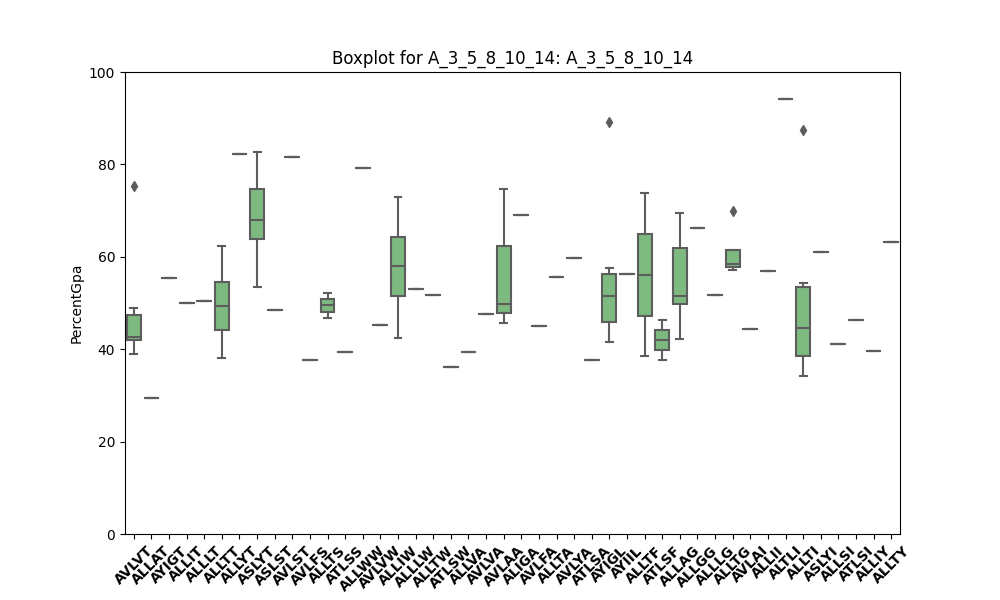 Boxplot for A_3_5_8_10_14: A_3_5_8_10_14
PercentGpa
100
80
60
40
20
0
AVLVT
ALLAT
AYIGT
ALLIT
ALLLT
ALLTT
ALLYT
ASLYT
ASLST
AVLST
AVLFS
ALLTS
ATLSS
ALLWW
AVLVW
ALLIW
ALLLW
ALLTW
ATLSW
ALLVA
AVLVA
AVLAA
ALIGA
AVLFA
ALLTA
AVLYA
ATLSA
AYIGL
AYIIL
ALLTF
ATLSF
ALLAG
ALLGG
ALLLG
ALLTG
AVLAI
ALLII
ALTLI
ALLTI
ASLYI
ALLSI
ATLSI
ALLIY
ALLTY